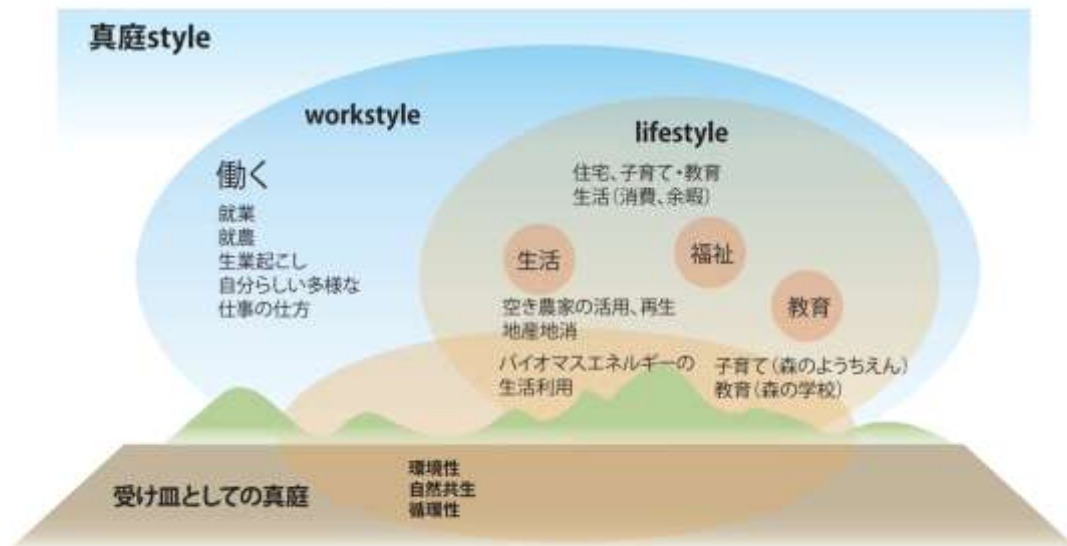 真庭style
workstyle
働く
就業
就農
生業起こし
自分らしい多様な
仕事の仕方
lifestyle
住宅、子育て・教育
生活(消費、余暇)
生活
福祉
教育
空き農家の活用、再生
地産地消
バイオマスエネルギーの
生活利用
子育て(森のようちえん)
教育(森の学校)
受け皿としての真庭
環境性
自然共生
循環性